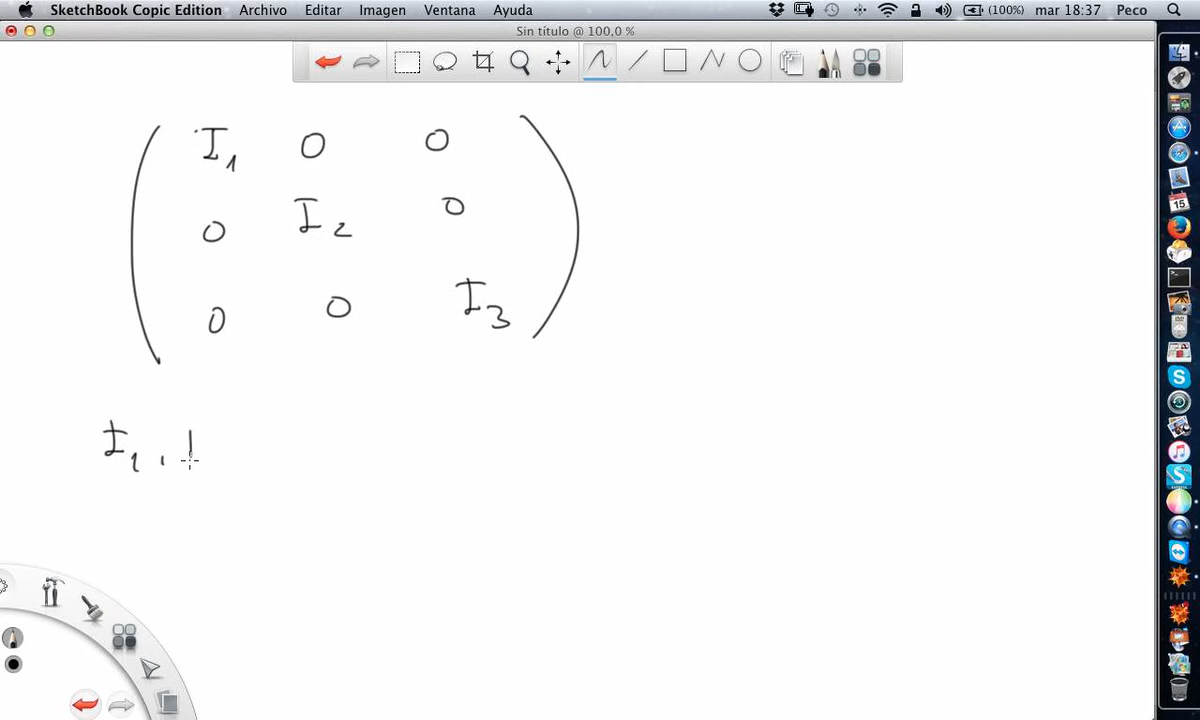 SketchBook Copic Edition Archivo Editar Imagen Ventana Ayuda (100%) mar 18:37 Peco
Sin título @ 100,0 %
I₁ 0 0
0 I₂ 0
0 0 I₃
I₁ , I
15